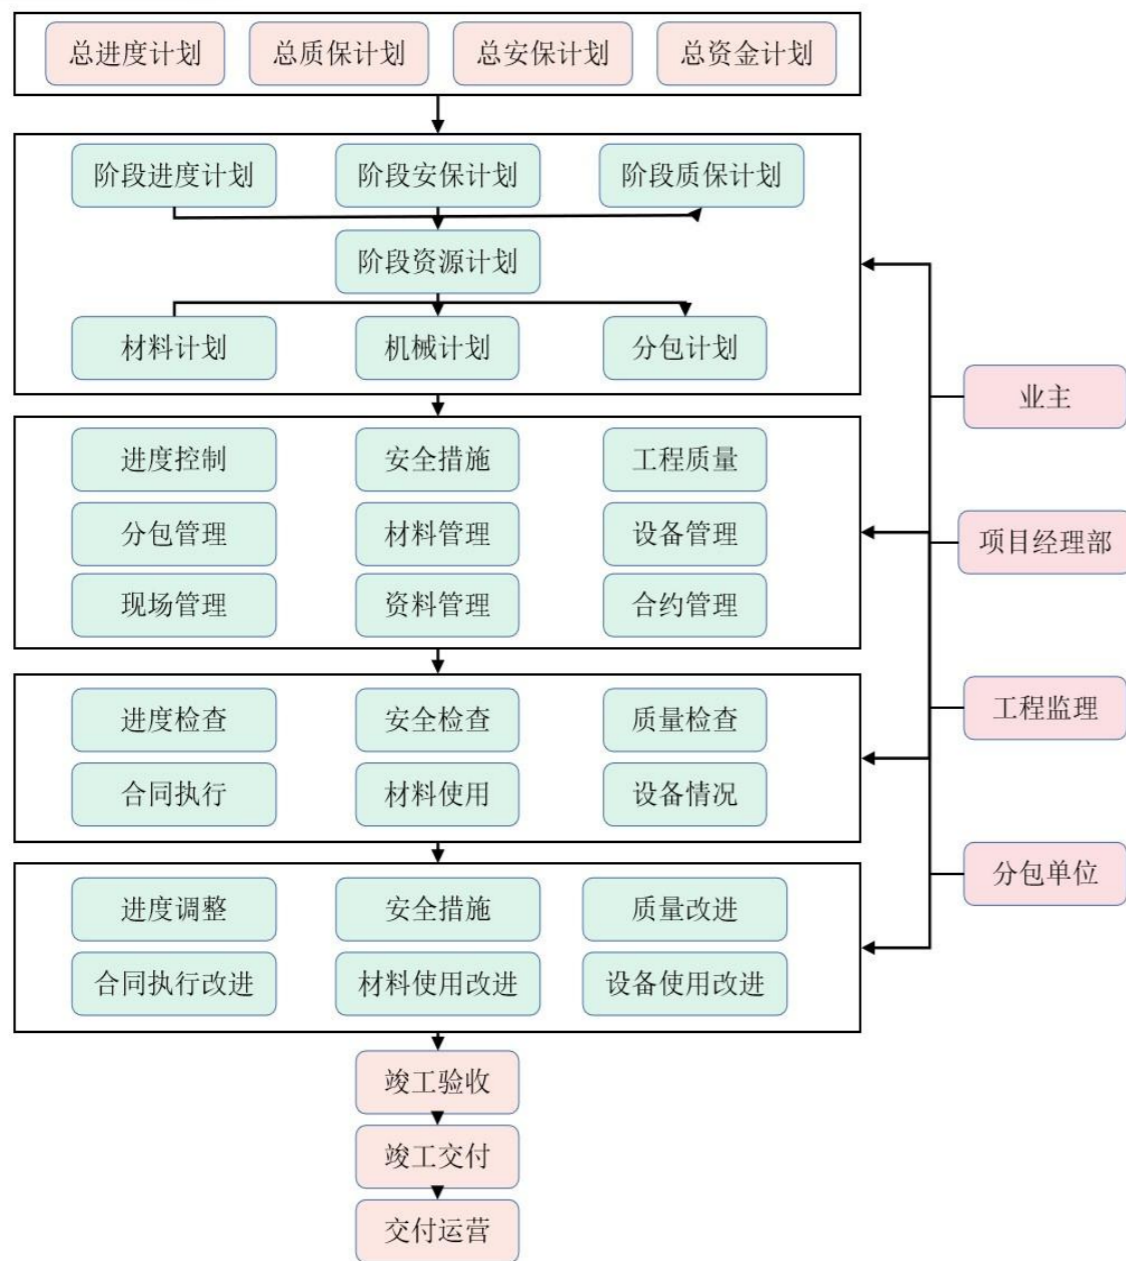 总进度计划 总质保计划 总安保计划 总资金计划
阶段进度计划 阶段安保计划 阶段质保计划
阶段资源计划
材料计划 机械计划 分包计划
业主
进度控制 安全措施 工程质量
分包管理 材料管理 设备管理
项目经理部
现场管理 资料管理 合约管理
进度检查 安全检查 质量检查
工程监理
合同执行 材料使用 设备情况
分包单位
进度调整 安全措施 质量改进
合同执行改进 材料使用改进 设备使用改进
竣工验收
竣工交付
交付运营